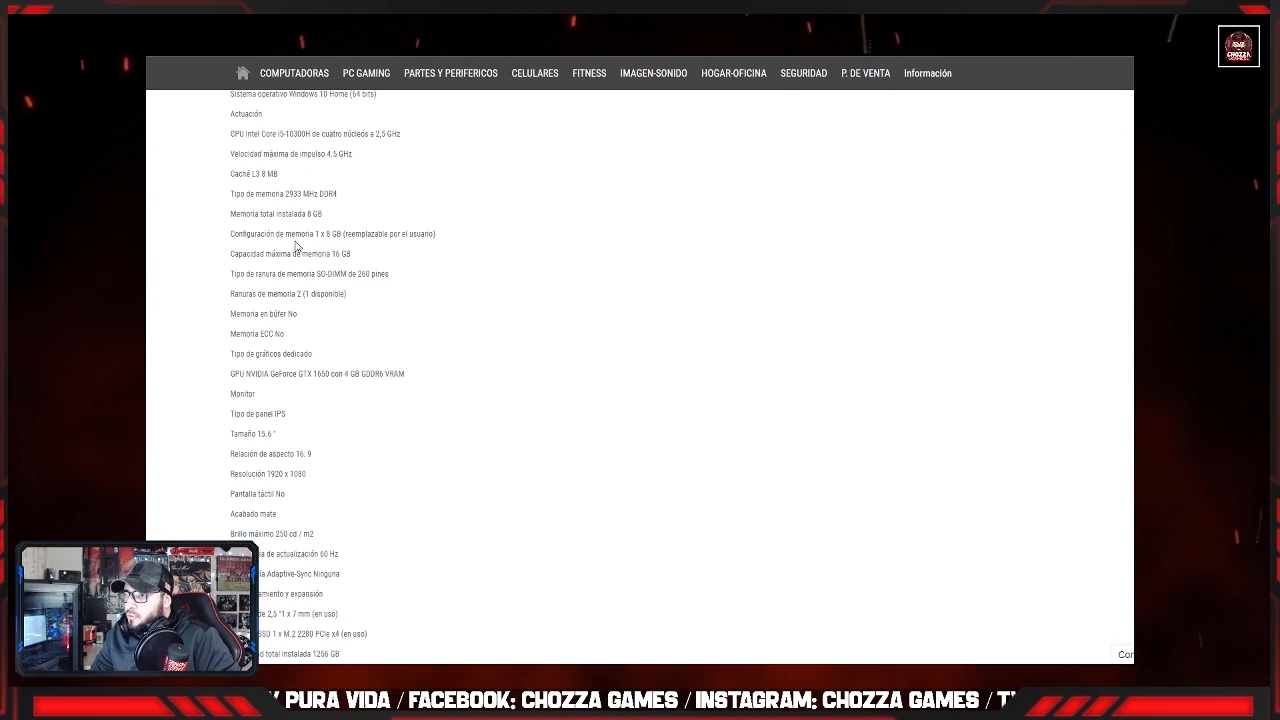 CHOZZA
GAMES
COMPUTADORAS PC GAMING PARTES Y PERIFERICOS CELULARES FITNESS IMAGEN-SONIDO HOGAR-OFICINA SEGURIDAD P. DE VENTA Información
Sistema operativo Windows 10 Home (64 bits)
Actuación
CPU Intel Core i5-10300H de cuatro núcleos a 2,5 GHz
Velocidad máxima de impulso 4.5 GHz
Caché L3 8 MB
Tipo de memoria 2933 MHz DDR4
Memoria total instalada 8 GB
Configuración de memoria 1 x 8 GB (reemplazable por el usuario)
Capacidad máxima de memoria 16 GB
Tipo de ranura de memoria SO-DIMM de 260 pines
Ranuras de memoria 2 (1 disponible)
Memoria en búfer No
Memoria ECC No
Tipo de gráficos dedicado
GPU NVIDIA GeForce GTX 1650 con 4 GB GDDR6 VRAM
Monitor
Tipo de panel IPS
Tamaño 15.6 "
Relación de aspecto 16: 9
Resolución 1920 x 1080
Pantalla táctil No
Acabado mate
Brillo máximo 250 cd / m2
de actualización 60 Hz
Adaptive-Sync Ninguna
amiento y expansión
de 2,5 "1 x 7 mm (en uso)
SSD 1 x M.2 2280 PCIe x4 (en uso)
ad total instalada 1256 GB
Cor
Y PURA VIDA / FACEBOOK: CHOZZA GAMES / INSTAGRAM: CHOZZA GAMES / T